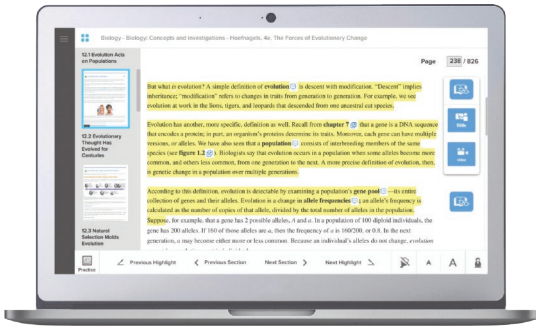 Biology - Biology: Concepts and Investigations - Hoefnagels, 4e, The Forces of Evolutionary Change
12.1 Evolution Acts
on Populations
12.2 Evolutionary
Thought Has
Evolved for
Centuries
12.3 Natural
Selection Molds
Evolution
Page 238 / 826
But what is evolution? A simple definition of evolution is descent with modification. "Descent" implies
inheritance; "modification" refers to changes in traits from generation to generation. For example, we see
evolution at work in the lions, tigers, and leopards that descended from one ancestral cat species.
Evolution has another, more specific, definition as well. Recall from chapter 7 that a gene is a DNA sequence
that encodes a protein; in part, an organism's proteins determine its traits. Moreover, each gene can have multiple
versions, or alleles. We have also seen that a population consists of interbreeding members of the same
species (see figure 1.2). Biologists say that evolution occurs in a population when some alleles become more
common, and others less common, from one generation to the next. A more precise definition of evolution, then,
is genetic change in a population over multiple generations.
According to this definition, evolution is detectable by examining a population's gene pool—its entire
collection of genes and their alleles. Evolution is a change in allele frequencies; an allele's frequency is
calculated as the number of copies of that allele, divided by the total number of alleles in the population.
Suppose, for example, that a gene has 2 possible alleles, A and a. In a population of 100 diploid individuals, the
gene has 200 alleles. If 160 of those alleles are a, then the frequency of a is 160/200, or 0.8. In the next
generation, a may become either more or less common. Because an individual's alleles do not change, evolution
Slide
Practice
Previous Highlight
Previous Section
Next Section
Next Highlight
A
A